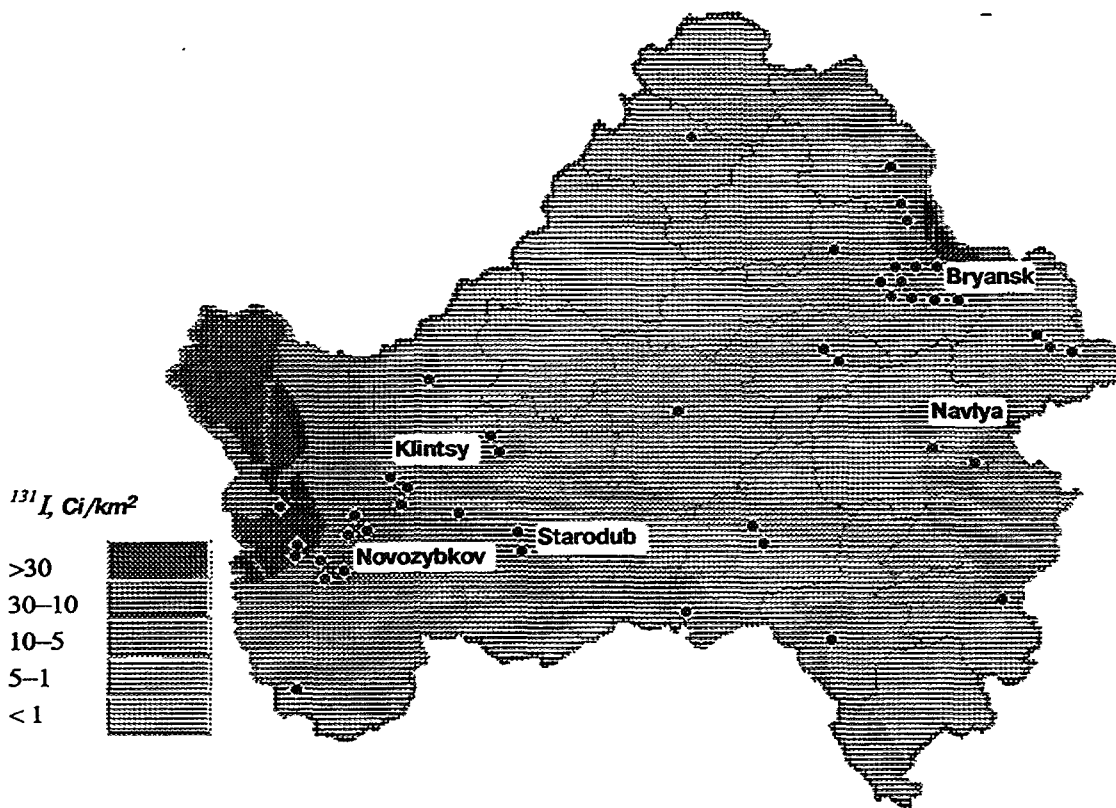 Bryansk
Navlya
Klintsy
Starodub
Novozybkov
131I, Ci/km2
>30
30–10
10–5
5–1
< 1